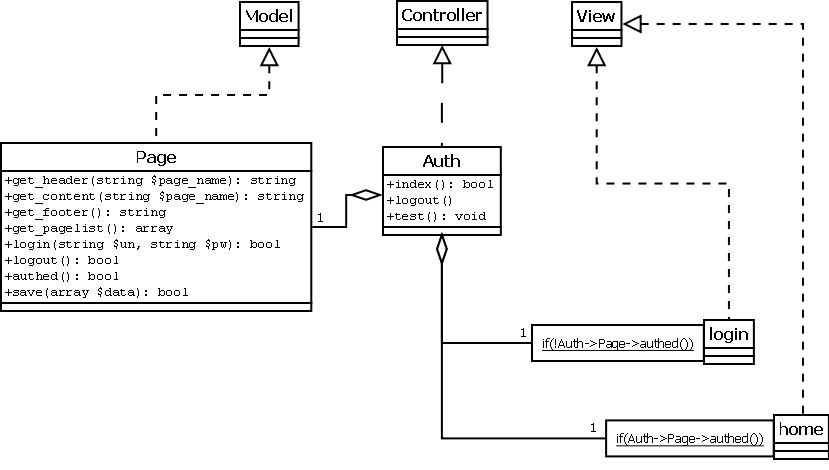 Model
Controller
View
Page
+get_header(string $page_name): string
+get_content(string $page_name): string
+get_footer(): string
+get_pagelist(): array
+login(string $un, string $pw): bool
+logout(): bool
+authed(): bool
+save(array $data): bool
1
Auth
+index(): bool
+logout()
+test(): void
1
if(!Auth->Page->authed())
login
1
if(Auth->Page->authed())
home